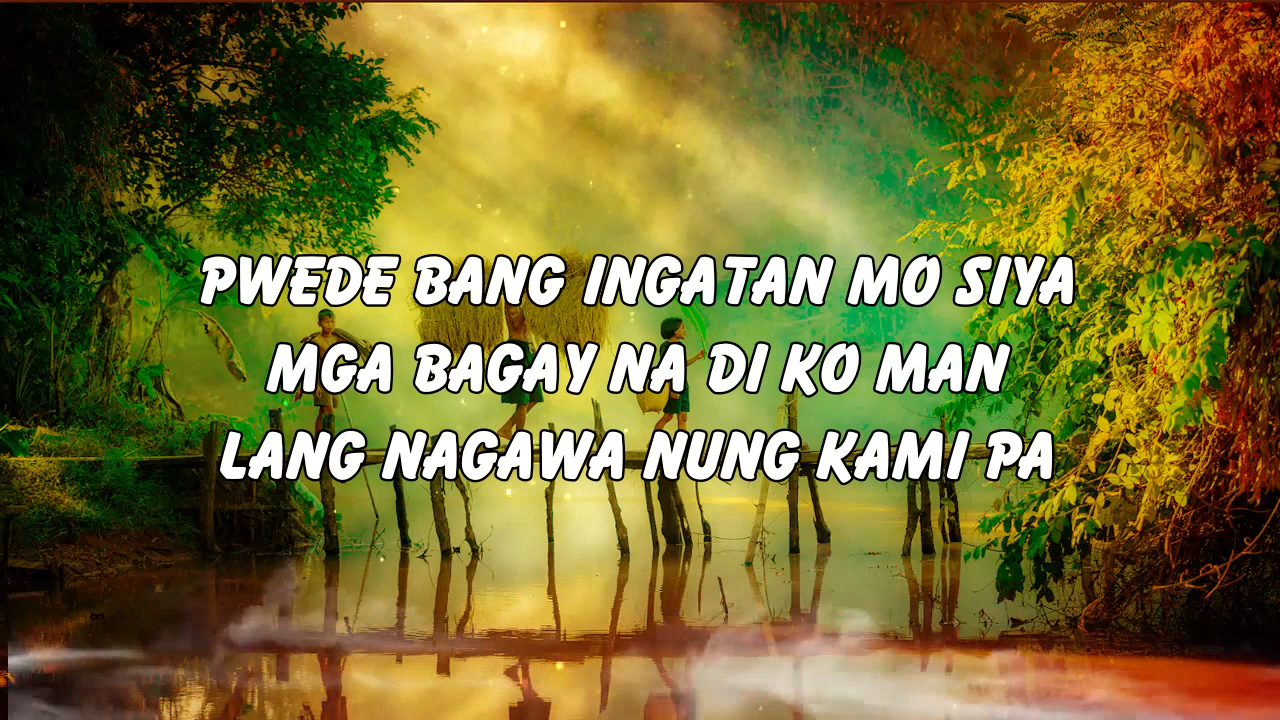 PWEDE BANG INGATAN MO SIYA
MGA BAGAY NA DI KO MAN
LANG NAGAWA NUNG KAMI PA